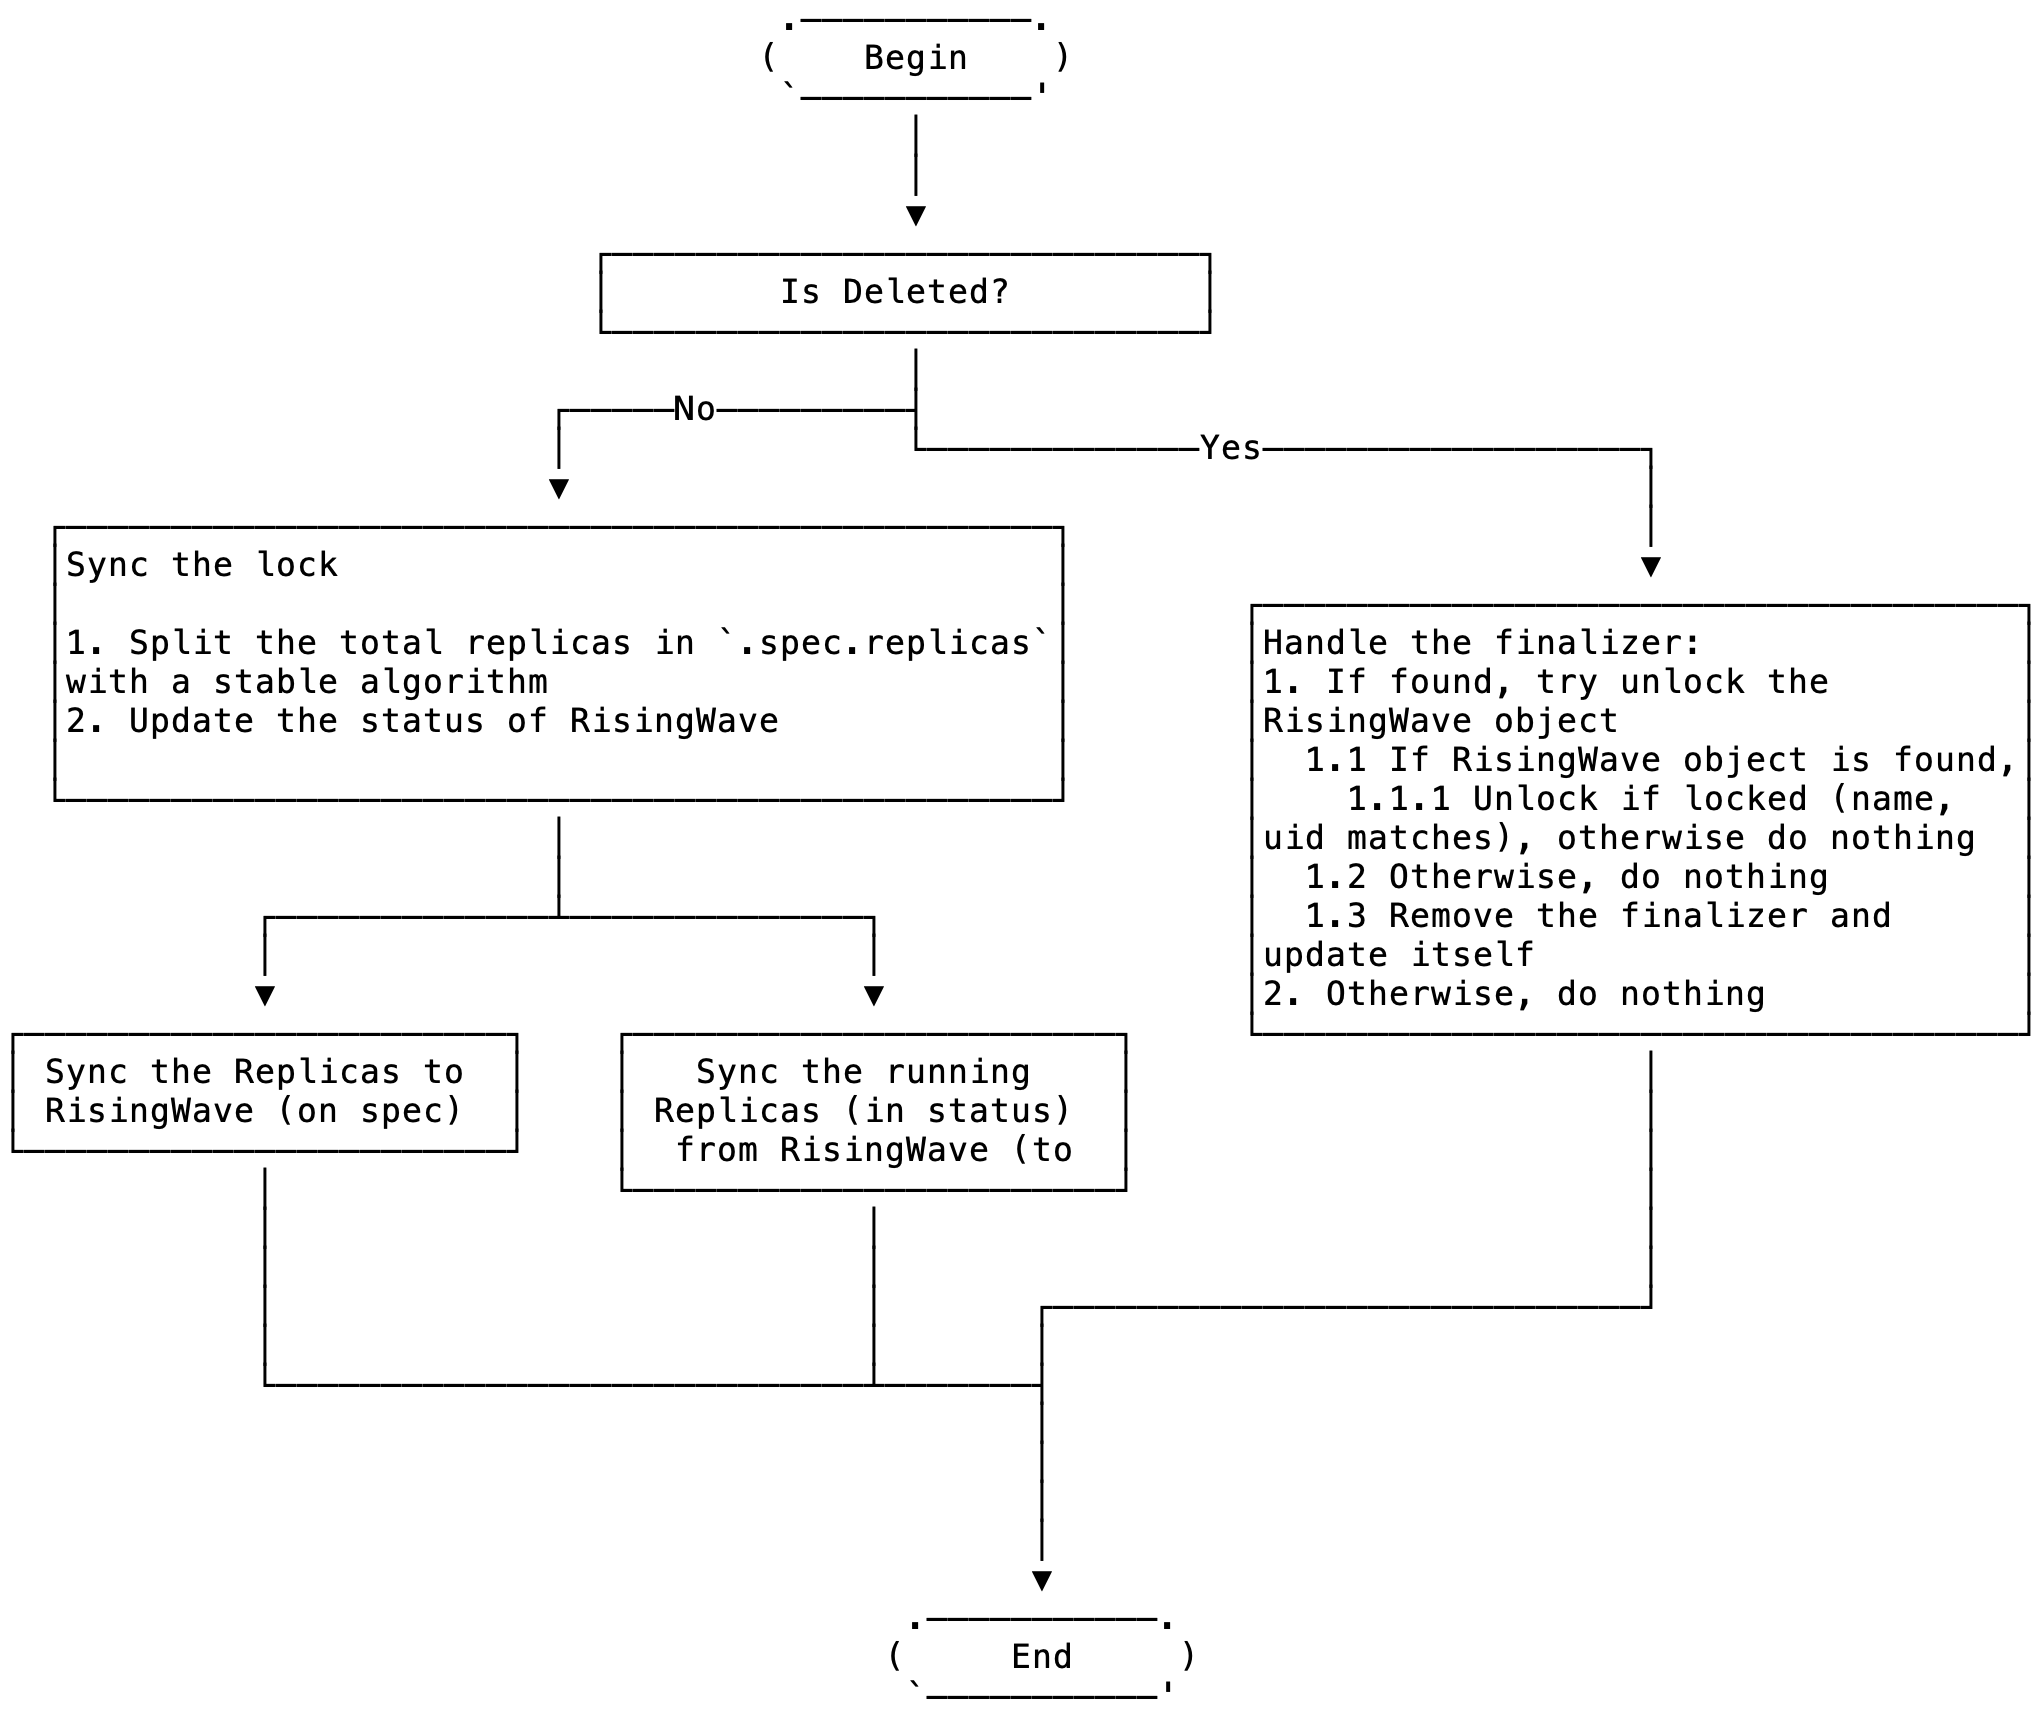 Begin
Is Deleted?
No
Yes
Sync the lock
1. Split the total replicas in `.spec.replicas`
with a stable algorithm
2. Update the status of RisingWave
Handle the finalizer:
1. If found, try unlock the
RisingWave object
1.1 If RisingWave object is found,
1.1.1 Unlock if locked (name,
uid matches), otherwise do nothing
1.2 Otherwise, do nothing
1.3 Remove the finalizer and
update itself
2. Otherwise, do nothing
Sync the Replicas to
RisingWave (on spec)
Sync the running
Replicas (in status)
from RisingWave (to
End